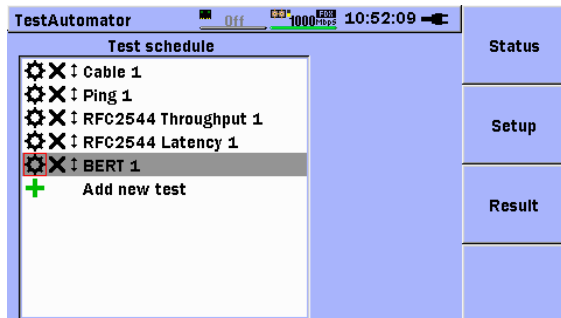 TestAutomator Off 1000 FDX Mbps 10:52:09
Test schedule
Cable 1
Ping 1
RFC2544 Throughput 1
RFC2544 Latency 1
BERT 1
Add new test
Status
Setup
Result